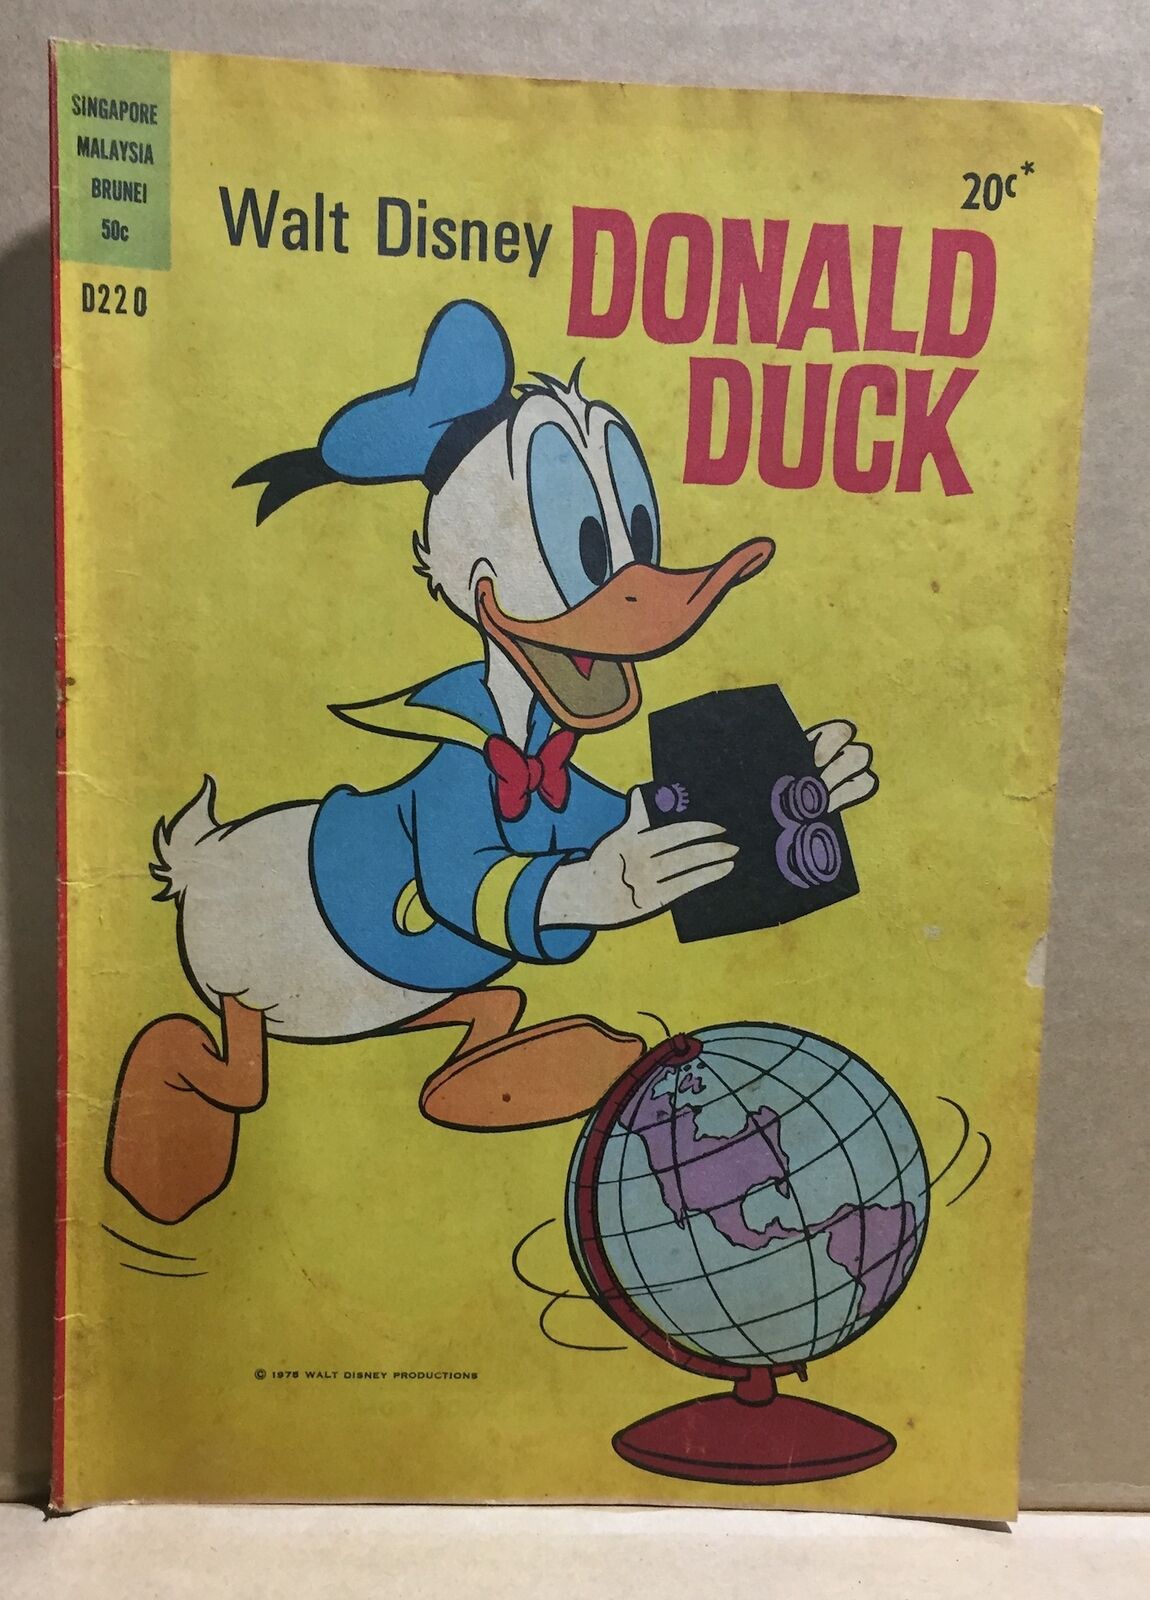 SINGAPORE
MALAYSIA
BRUNEI
50c
D220
20c*
Walt Disney DONALD
DUCK
© 1975 WALT DISNEY PRODUCTIONS